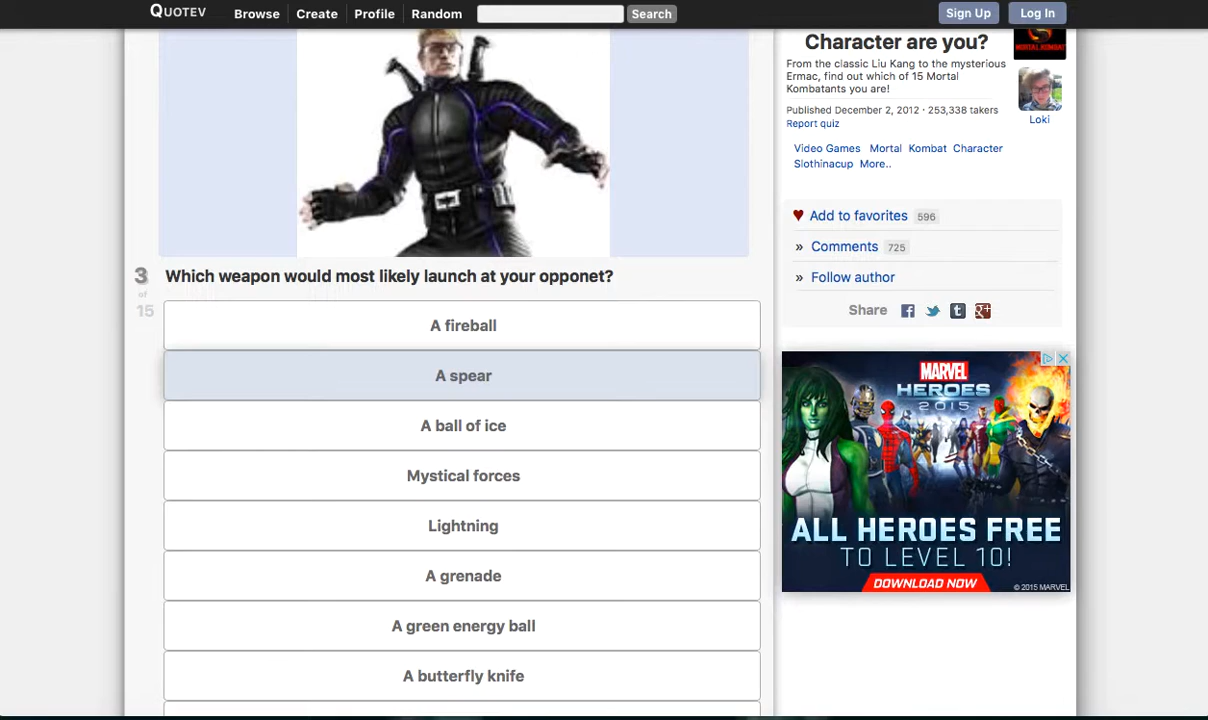 QUOTEV Browse Create Profile Random Search Sign Up Log In
3
of
15
Which weapon would most likely launch at your opponet?
A fireball
A spear
A ball of ice
Mystical forces
Lightning
A grenade
A green energy ball
A butterfly knife
Character are you?
MORTAL KOMBAT
From the classic Liu Kang to the mysterious
Ermac, find out which of 15 Mortal
Kombatants you are!
Loki
Published December 2, 2012 · 253,338 takers
Report quiz
Video Games Mortal Kombat Character
Slothinacup More..
♥ Add to favorites 596
» Comments 725
» Follow author
Share f t g+
MARVEL
HEROES
2015
ALL HEROES FREE
TO LEVEL 10!
DOWNLOAD NOW
© 2015 MARVEL